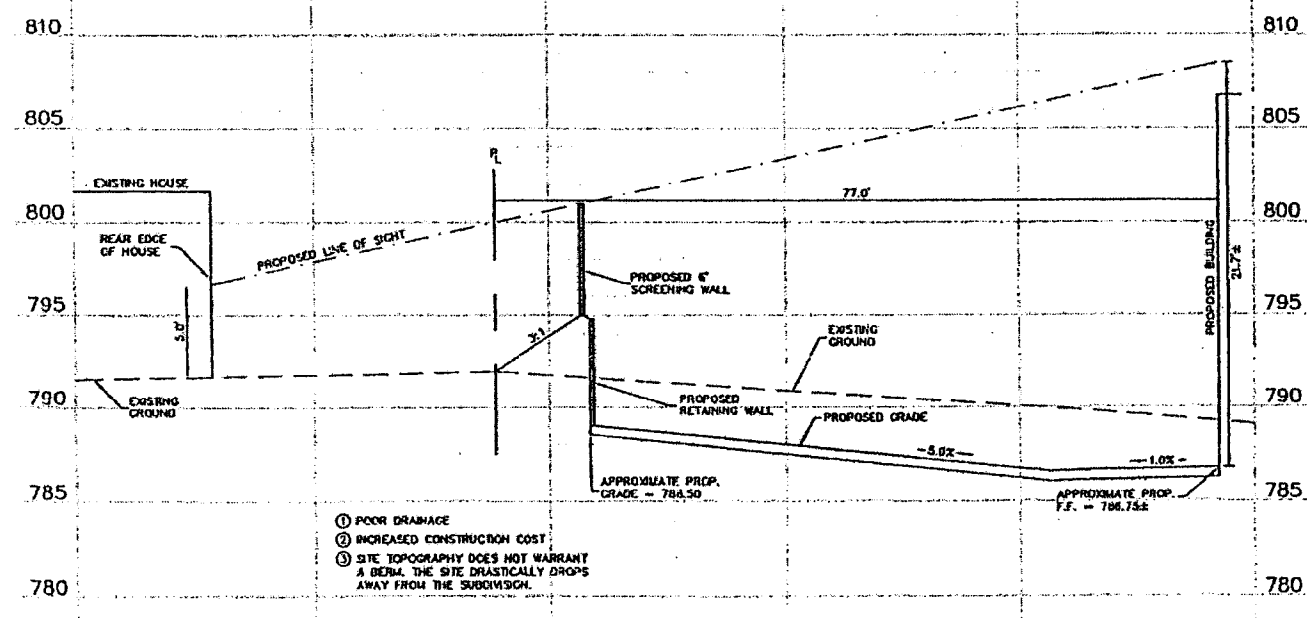 810
810
805
805
P
L
EXISTING HOUSE
77.0'
800
800
REAR EDGE
OF HOUSE
PROPOSED LINE OF SIGHT
PROPOSED BUILDING
21.7'±
PROPOSED 6'
SCREENING WALL
795
795
5.0'
3:1
EXISTING
GROUND
EXISTING
GROUND
790
790
PROPOSED
RETAINING WALL
PROPOSED GRADE
5.0%
1.0%
APPROXIMATE PROP.
GRADE = 788.50
APPROXIMATE PROP.
F.F. = 786.75±
785
785
① POOR DRAINAGE
② INCREASED CONSTRUCTION COST
③ SITE TOPOGRAPHY DOES NOT WARRANT
A BERM. THE SITE DRASTICALLY DROPS
AWAY FROM THE SUBDIVISION.
780
780